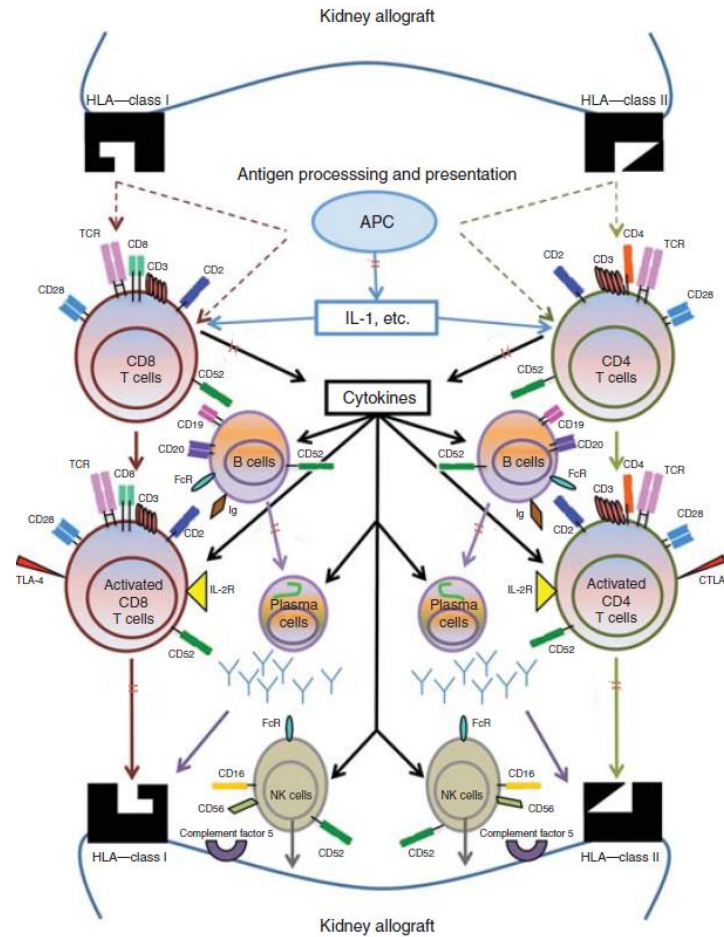 Kidney allograft
HLA—class I
HLA—class II
Antigen processsing and presentation
APC
TCR
CD8
CD3
CD2
CD28
CD2
CD3
CD4
TCR
CD28
IL-1, etc.
CD8
T cells
CD4
T cells
CD52
CD52
Cytokines
CD19
CD20
CD52
B cells
FcR
Ig
CD19
CD20
CD52
B cells
FcR
Ig
TCR
CD8
CD3
CD2
CD28
TLA-4
Activated
CD8
T cells
IL-2R
CD52
CD4
TCR
CD3
CD2
CD28
CTLA
Activated
CD4
T cells
IL-2R
CD52
Plasma
cells
Plasma
cells
FcR
CD16
CD56
NK cells
CD52
FcR
CD16
CD56
NK cells
CD52
Complement factor 5
Complement factor 5
HLA—class I
HLA—class II
Kidney allograft